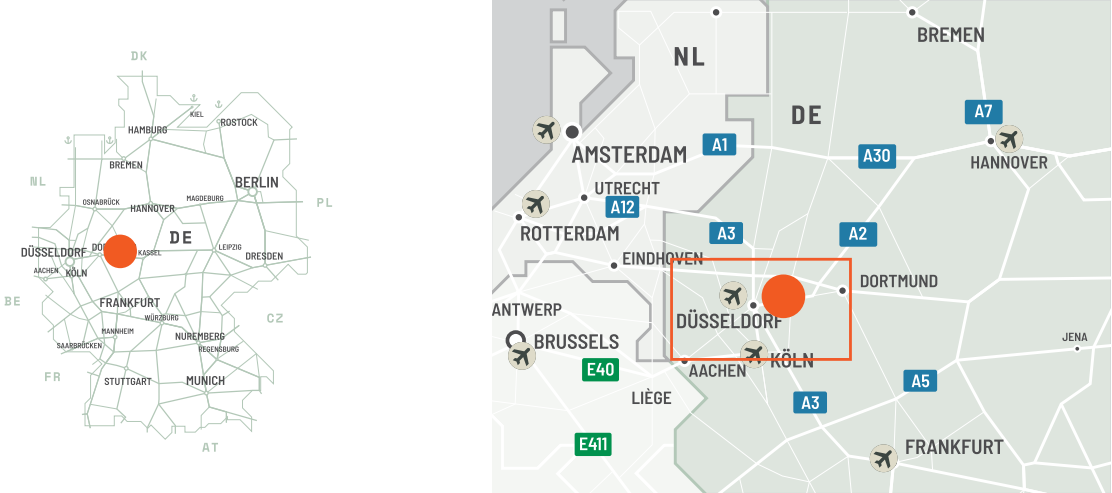 DK
KIEL
ROSTOCK
HAMBURG
BREMEN
NL
BERLIN
OSNABRÜCK
HANNOVER
MAGDEBURG
PL
DE
DÜSSELDORF
KASSEL
LEIPZIG
DRESDEN
AACHEN
KÖLN
BE
FRANKFURT
WÜRZBURG
CZ
MANNHEIM
NUREMBERG
SAARBRÜCKEN
REGENSBURG
FR
STUTTGART
MUNICH
AT
BREMEN
NL
DE
A7
AMSTERDAM
A1
A30
HANNOVER
UTRECHT
A12
ROTTERDAM
A3
A2
EINDHOVEN
DORTMUND
ANTWERP
DÜSSELDORF
BRUSSELS
JENA
KÖLN
E40
AACHEN
A5
LIÈGE
A3
E411
FRANKFURT